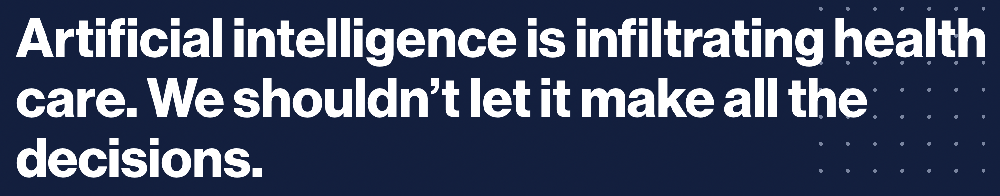 Artificial intelligence is infiltrating health
care. We shouldn’t let it make all the
decisions.